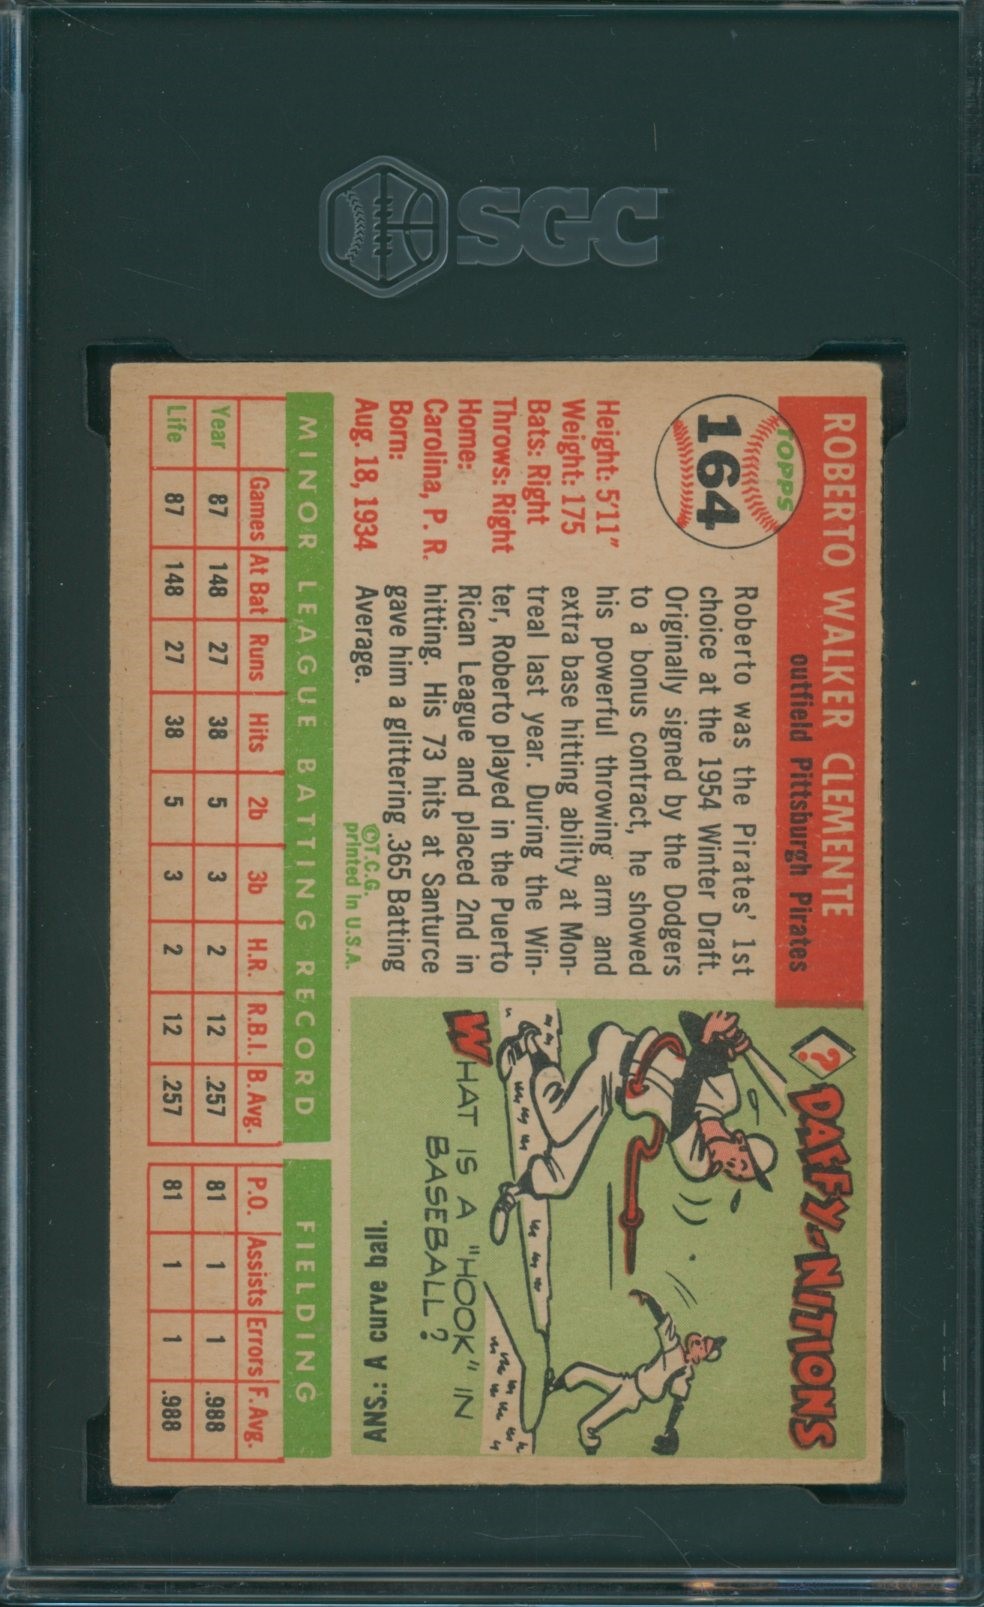 SGC
ROBERTO WALKER CLEMENTE
outfield Pittsburgh Pirates
TOPPS
164
Height: 5'11"
Weight: 175
Bats: Right
Throws: Right
Home:
Carolina, P. R.
Born:
Aug. 18, 1934
Roberto was the Pirates' 1st
choice at the 1954 Winter Draft.
Originally signed by the Dodgers
to a bonus contract, he showed
his powerful throwing arm and
extra base hitting ability at Mon-
treal last year. During the Win-
ter, Roberto played in the Puerto
Rican League and placed 2nd in
hitting. His 73 hits at Santurce
gave him a glittering .365 Batting
Average.
©T.C.G.
printed in U.S.A.
? DAFFY-NITIONS
WHAT IS A "HOOK" IN
BASEBALL?
ANS.: A curve ball.
MINOR LEAGUE BATTING RECORD FIELDING
Games At Bat Runs Hits 2b 3b H.R. R.B.I. B. Avg. P.O. Assists Errors F. Avg.
Year 87 148 27 38 5 3 2 12 .257 81 1 1 .988
Life 87 148 27 38 5 3 2 12 .257 81 1 1 .988